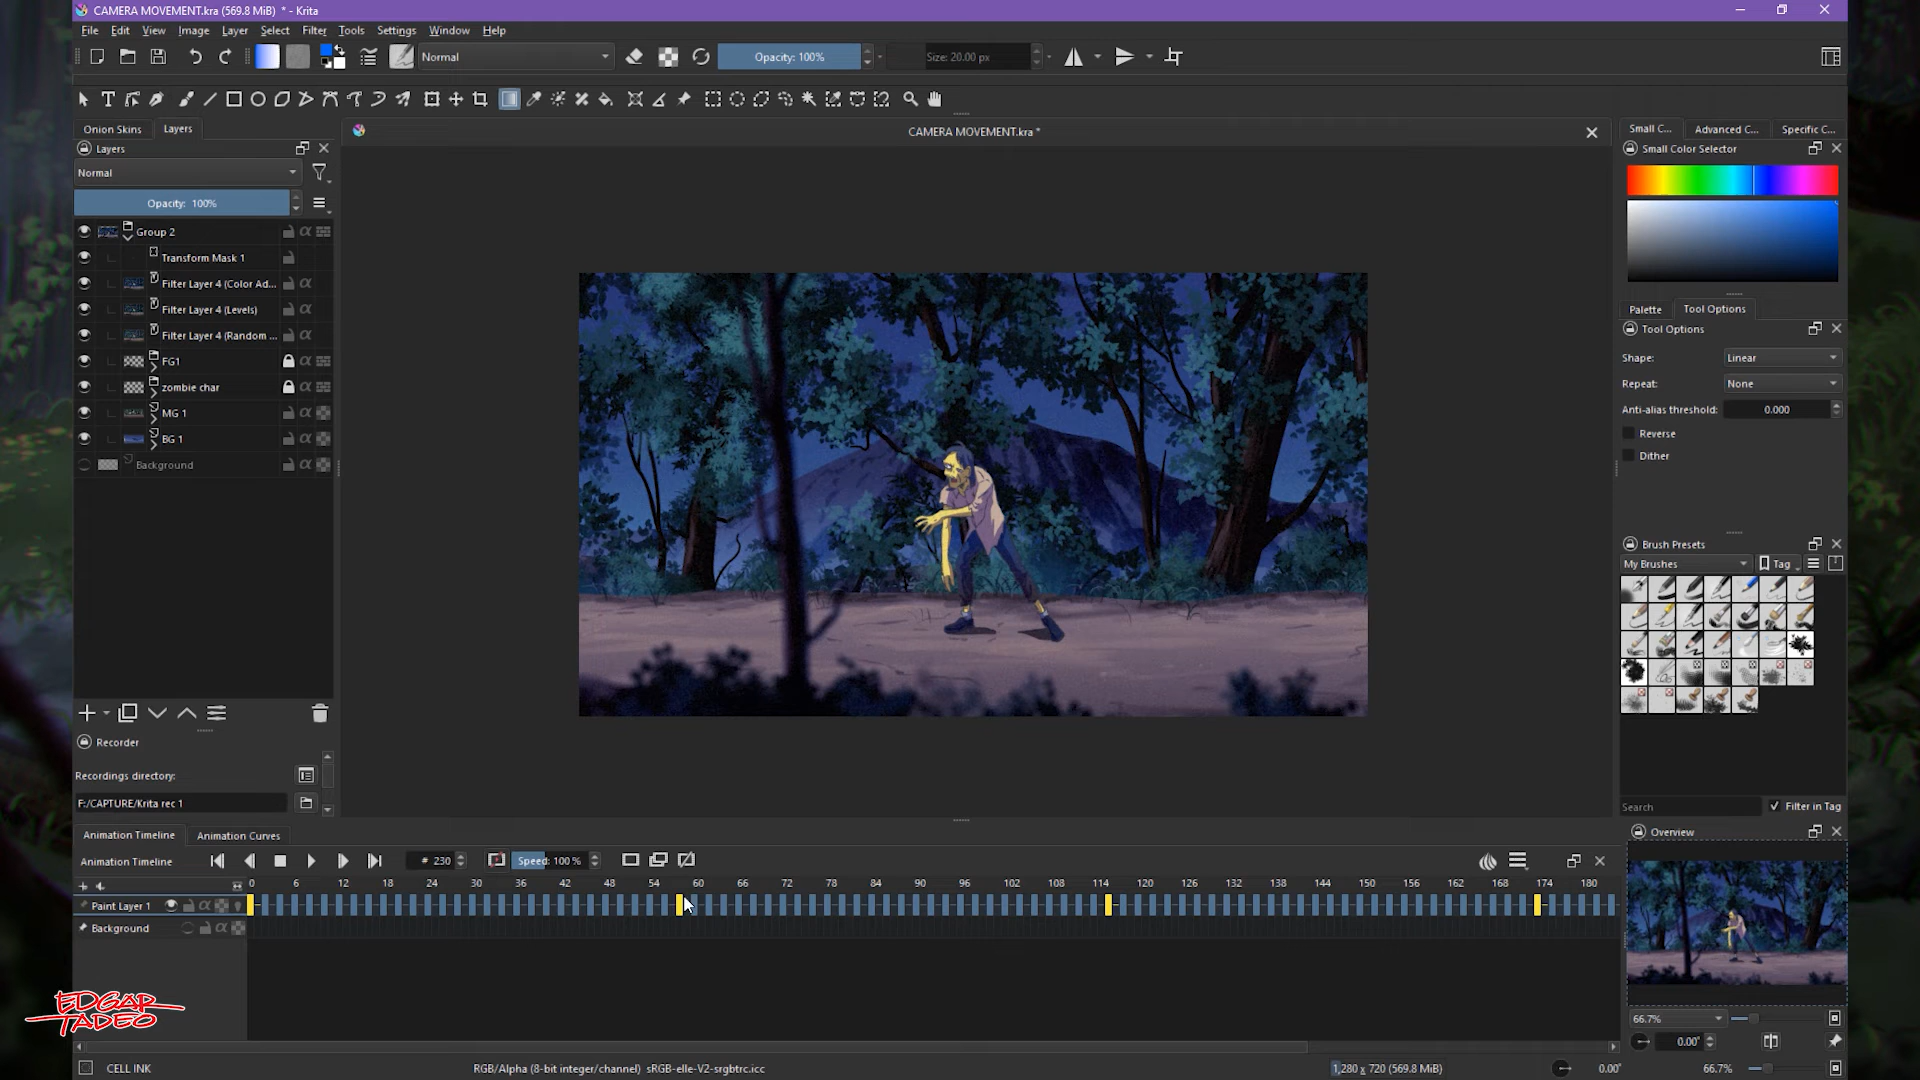 CAMERA MOVEMENT.kra (569.8 MiB) * - Krita
File Edit View Image Select Filter Tools Settings Window Help
Normal
Opacity: 100%
Size: 20.00 px
Onion Skins Layers
Layers
Normal
Opacity: 100%
Group 2
Transform Mask 1
Filter Layer 4 (Color Ad...
Filter Layer 4 (Levels)
Filter Layer 4 (Random ...
FG1
zombie char
MG 1
BG 1
Background
Recorder
Recordings directory:
F:/CAPTURE/Krita rec 1
CAMERA MOVEMENT.kra *
Small C... Advanced C... Specific C...
Small Color Selector
Palette Tool Options
Tool Options
Shape: Linear
Repeat: None
Anti-alias threshold: 0.000
Reverse
Dither
Brush Presets
My Brushes Tag
Search Filter in Tag
Overview
66.7%
0.00°
Animation Timeline Animation Curves
Animation Timeline # 230 Speed: 100 %
0 6 12 18 24 30 36 42 48 54 60 66 72 78 84 90 96 102 108 114 120 126 132 138 144 150 156 162 168 174 180
Paint Layer 1
Background
EDGAR
TADEO
CELL INK
RGB/Alpha (8-bit integer/channel) sRGB-elle-V2-srgbtrc.icc
1,280 x 720 (569.8 MiB)
0.00°
66.7%